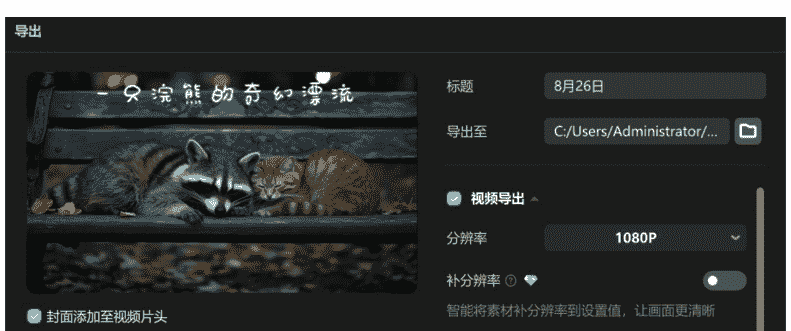 导出
一只浣熊的奇幻漂流
封面添加至视频片头
标题
8月26日
导出至
C:/Users/Administrator/...
视频导出
分辨率
1080P
补分辨率
智能将素材补分辨率到设置值，让画面更清晰